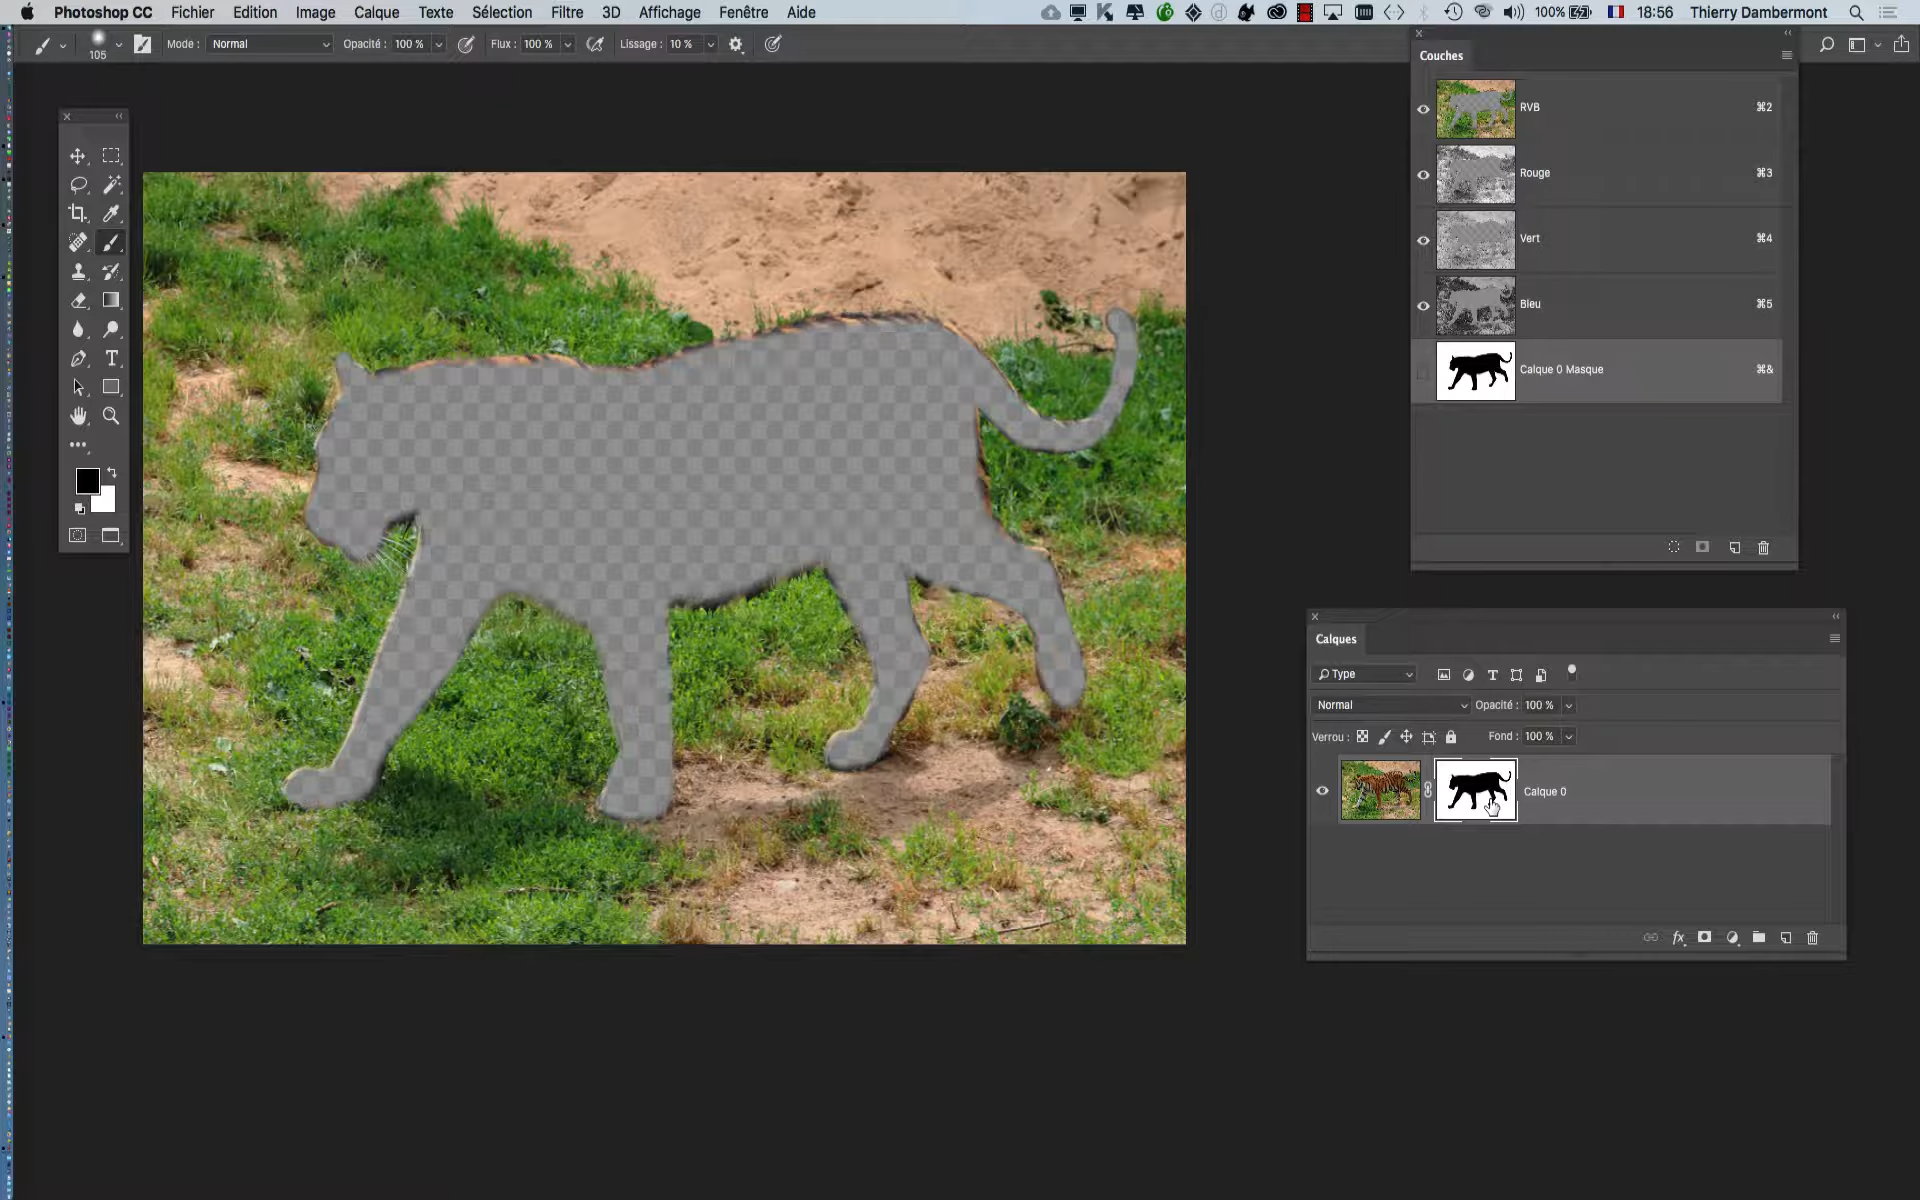 Photoshop CC Fichier Edition Image Calque Texte Sélection Filtre 3D Affichage Fenêtre Aide 100% 18:56 Thierry Dambermont
105 Mode : Normal Opacité : 100 % Flux : 100 % Lissage : 10 %
Couches
RVB ⌘2
Rouge ⌘3
Vert ⌘4
Bleu ⌘5
Calque 0 Masque ⌘&
Calques
Type
Normal Opacité : 100 %
Verrou : Fond : 100 %
Calque 0
fx